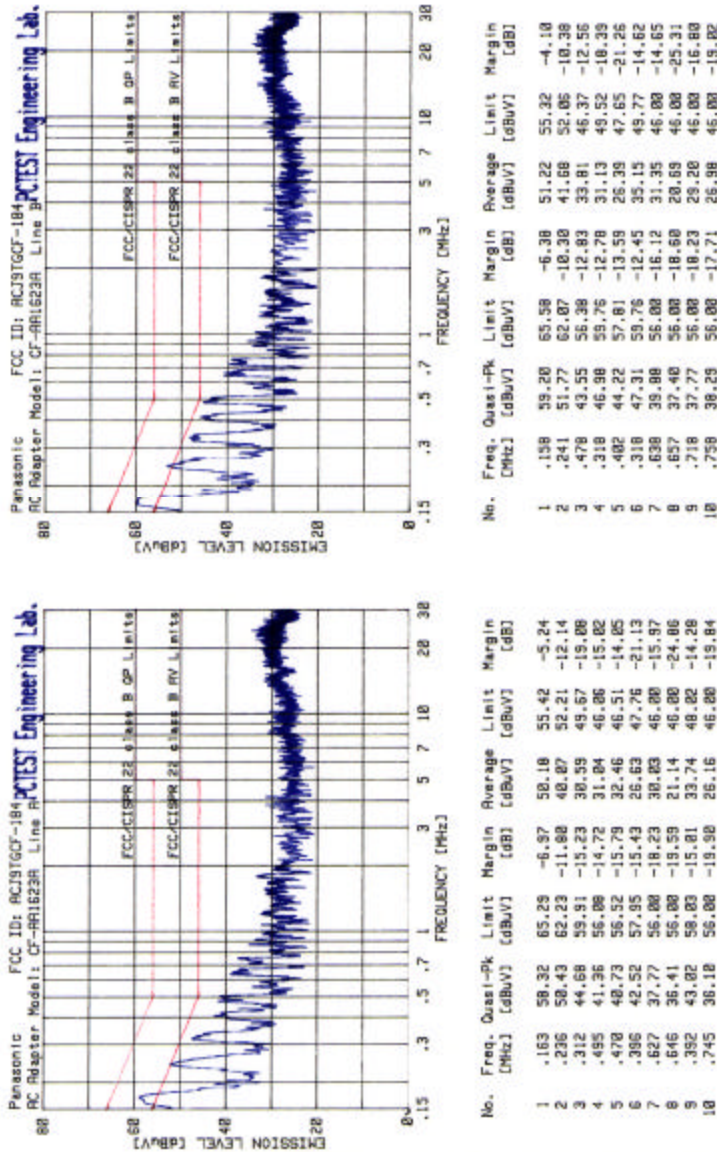 Panasonic FCC ID: ACJ9TGCF-184 PCTEST Engineering Lab.
AC Adapter Model: CF-AA1623A Line A
EMISSION LEVEL [dBuV]
80
60
40
20
0
FCC/CISPR 22 class B QP Limits
FCC/CISPR 22 class B AV Limits
.15 .3 .5 .7 1 3 5 7 10 20 30
FREQUENCY [MHz]
No. Freq. Quasi-Pk Limit Margin Average Limit Margin
[MHz] [dBuV] [dBuV] [dB] [dBuV] [dBuV] [dB]
1 .163 58.32 65.29 -6.97 50.18 55.42 -5.24
2 .236 50.43 62.23 -11.80 40.07 52.21 -12.14
3 .312 44.68 59.91 -15.23 30.59 49.67 -19.08
4 .495 41.36 56.08 -14.72 31.04 46.06 -15.02
5 .470 40.73 56.52 -15.79 32.46 46.51 -14.05
6 .396 42.52 57.95 -15.43 26.63 47.76 -21.13
7 .627 37.77 56.00 -18.23 30.03 46.00 -15.97
8 .646 36.41 56.00 -19.59 21.14 46.00 -24.86
9 .392 43.02 58.03 -15.01 33.74 48.02 -14.28
10 .745 36.10 56.00 -19.90 26.16 46.00 -19.84
Panasonic FCC ID: ACJ9TGCF-184 PCTEST Engineering Lab.
AC Adapter Model: CF-AA1623A Line B
EMISSION LEVEL [dBuV]
80
60
40
20
0
FCC/CISPR 22 class B QP Limits
FCC/CISPR 22 class B AV Limits
.15 .3 .5 .7 1 3 5 7 10 20 30
FREQUENCY [MHz]
No. Freq. Quasi-Pk Limit Margin Average Limit Margin
[MHz] [dBuV] [dBuV] [dB] [dBuV] [dBuV] [dB]
1 .158 59.20 65.58 -6.38 51.22 55.32 -4.10
2 .241 51.77 62.07 -10.30 41.68 52.06 -10.38
3 .478 43.55 56.38 -12.83 33.81 46.37 -12.56
4 .318 46.98 59.76 -12.78 31.13 49.52 -18.39
5 .402 44.22 57.81 -13.59 26.39 47.65 -21.26
6 .318 47.31 59.76 -12.45 35.15 49.77 -14.62
7 .638 39.88 56.00 -16.12 31.35 46.00 -14.65
8 .657 37.40 56.00 -18.60 20.69 46.00 -25.31
9 .718 37.77 56.00 -18.23 29.20 46.00 -16.80
10 .758 38.29 56.00 -17.71 26.98 46.00 -19.02